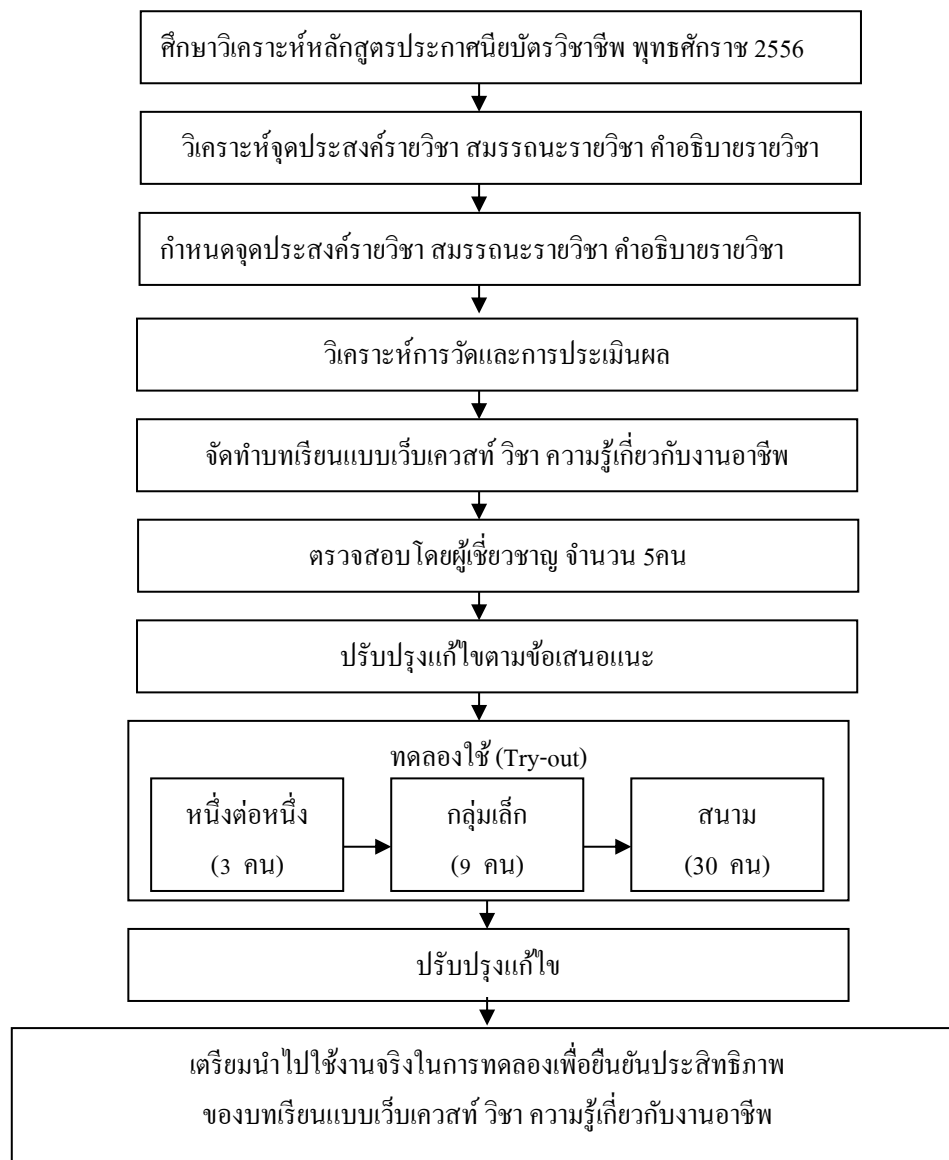 ศึกษาวิเคราะห์หลักสูตรประกาศนียบัตรวิชาชีพ พุทธศักราช 2556
วิเคราะห์จุดประสงค์รายวิชา สมรรถนะรายวิชา คำอธิบายรายวิชา
กำหนดจุดประสงค์รายวิชา สมรรถนะรายวิชา คำอธิบายรายวิชา
วิเคราะห์การวัดและการประเมินผล
จัดทำบทเรียนแบบเว็บเควสท์ วิชา ความรู้เกี่ยวกับงานอาชีพ
ตรวจสอบโดยผู้เชี่ยวชาญ จำนวน 5คน
ปรับปรุงแก้ไขตามข้อเสนอแนะ
ทดลองใช้ (Try-out)
หนึ่งต่อหนึ่ง
(3 คน)
กลุ่มเล็ก
(9 คน)
สนาม
(30 คน)
ปรับปรุงแก้ไข
เตรียมนำไปใช้งานจริงในการทดลองเพื่อยืนยันประสิทธิภาพ
ของบทเรียนแบบเว็บเควสท์ วิชา ความรู้เกี่ยวกับงานอาชีพ